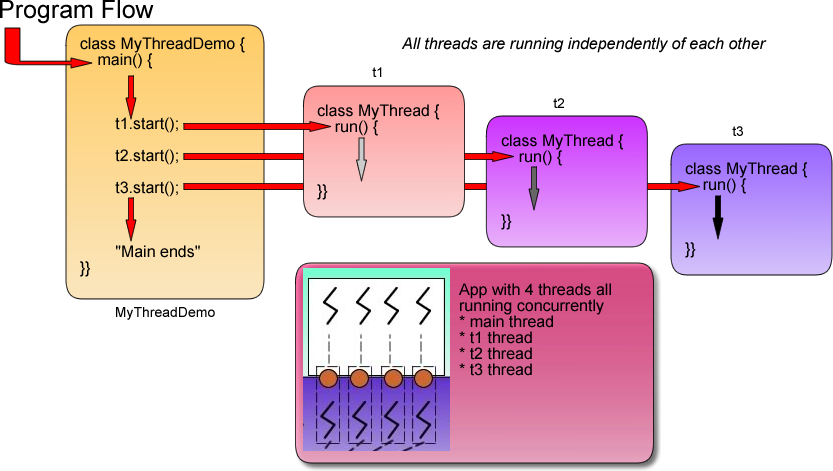 Program Flow
class MyThreadDemo {
main() {
t1.start();
t2.start();
t3.start();
"Main ends"
}}
MyThreadDemo
All threads are running independently of each other
t1
class MyThread {
run() {
}}
t2
class MyThread {
run() {
}}
t3
class MyThread {
run() {
}}
App with 4 threads all
running concurrently
* main thread
* t1 thread
* t2 thread
* t3 thread